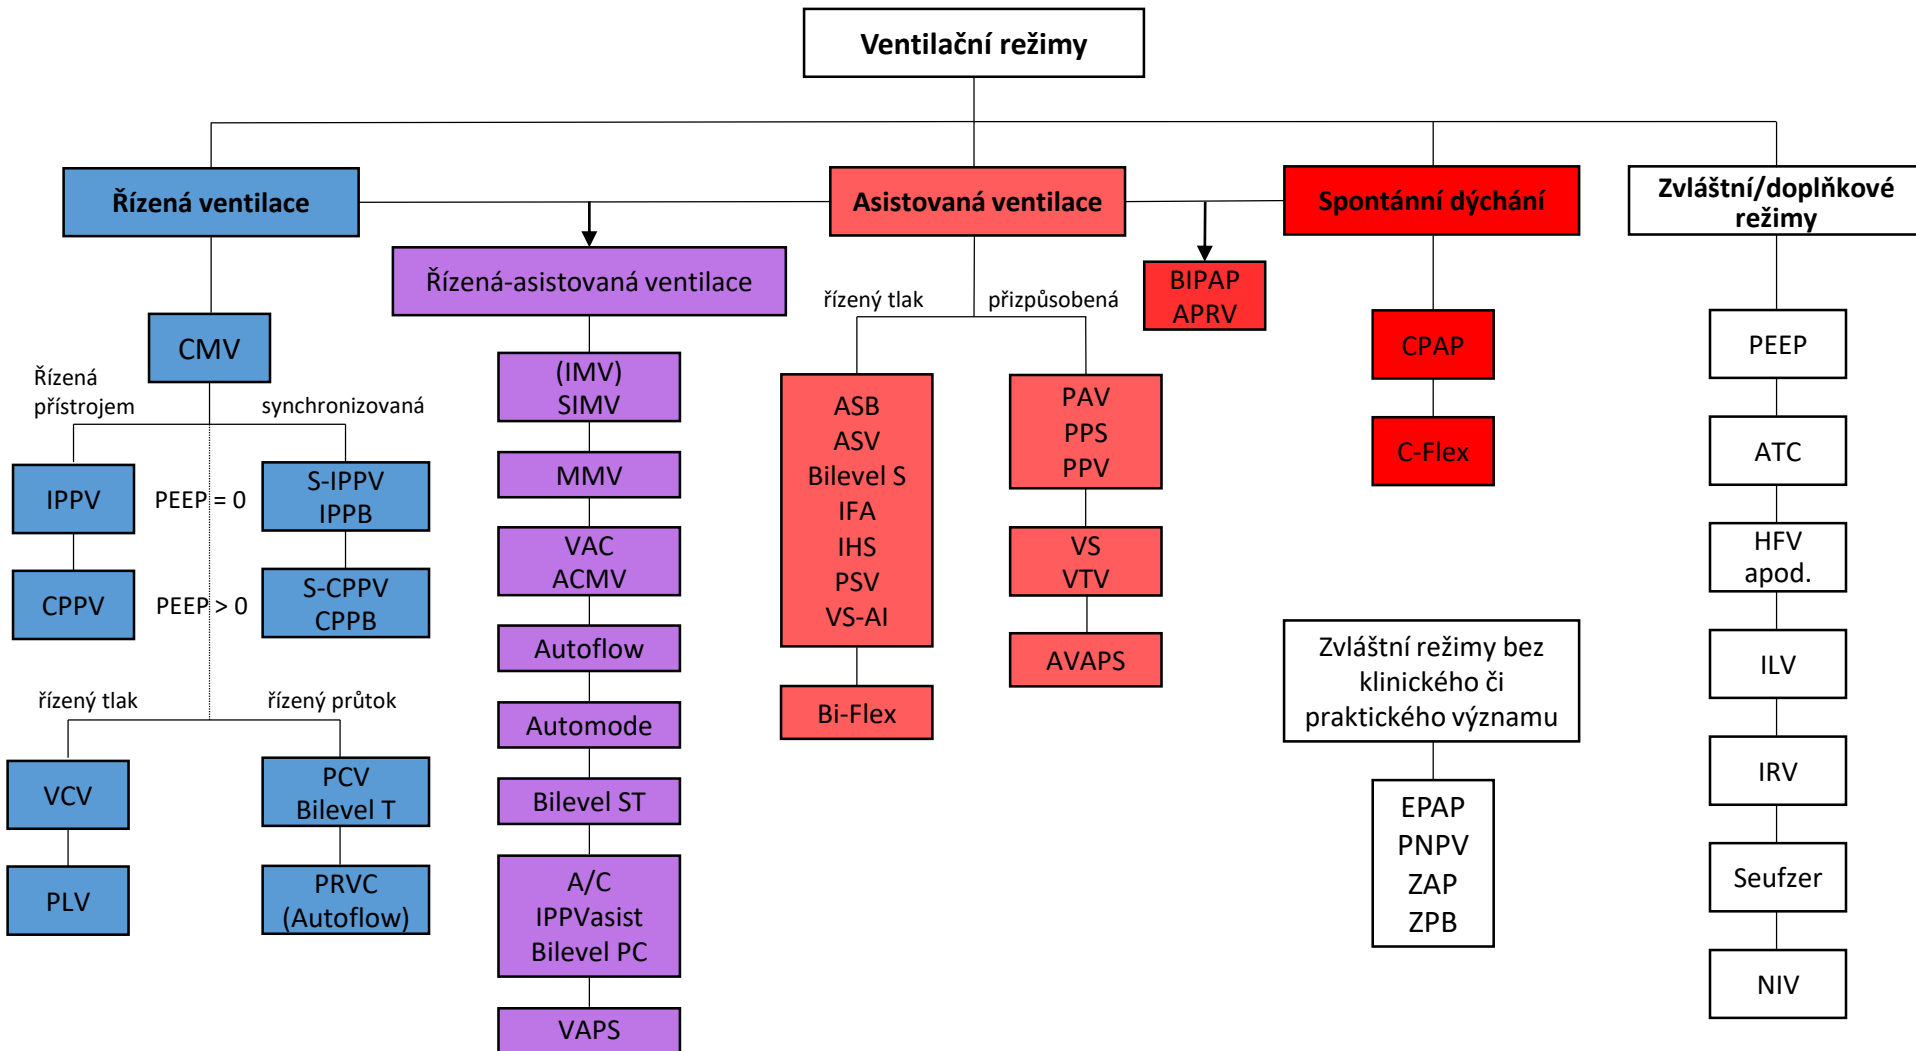 Ventilační režimy
Řízená ventilace
Asistovaná ventilace
Spontánní dýchání
Zvláštní/doplňkové
režimy
Řízená-asistovaná ventilace
BIPAP
APRV
CMV
Řízená
přístrojem
synchronizovaná
IPPV
PEEP = 0
S-IPPV
IPPB
CPPV
PEEP > 0
S-CPPV
CPPB
řízený tlak
řízený průtok
VCV
PCV
Bilevel T
PLV
PRVC
(Autoflow)
(IMV)
SIMV
MMV
VAC
ACMV
Autoflow
Automode
Bilevel ST
A/C
IPPVasist
Bilevel PC
VAPS
řízený tlak
přizpůsobená
ASB
ASV
Bilevel S
IFA
IHS
PSV
VS-AI
Bi-Flex
PAV
PPS
PPV
VS
VTV
AVAPS
CPAP
C-Flex
Zvláštní režimy bez
klinického či
praktického významu
EPAP
PNPV
ZAP
ZPB
PEEP
ATC
HFV
apod.
ILV
IRV
Seufzer
NIV